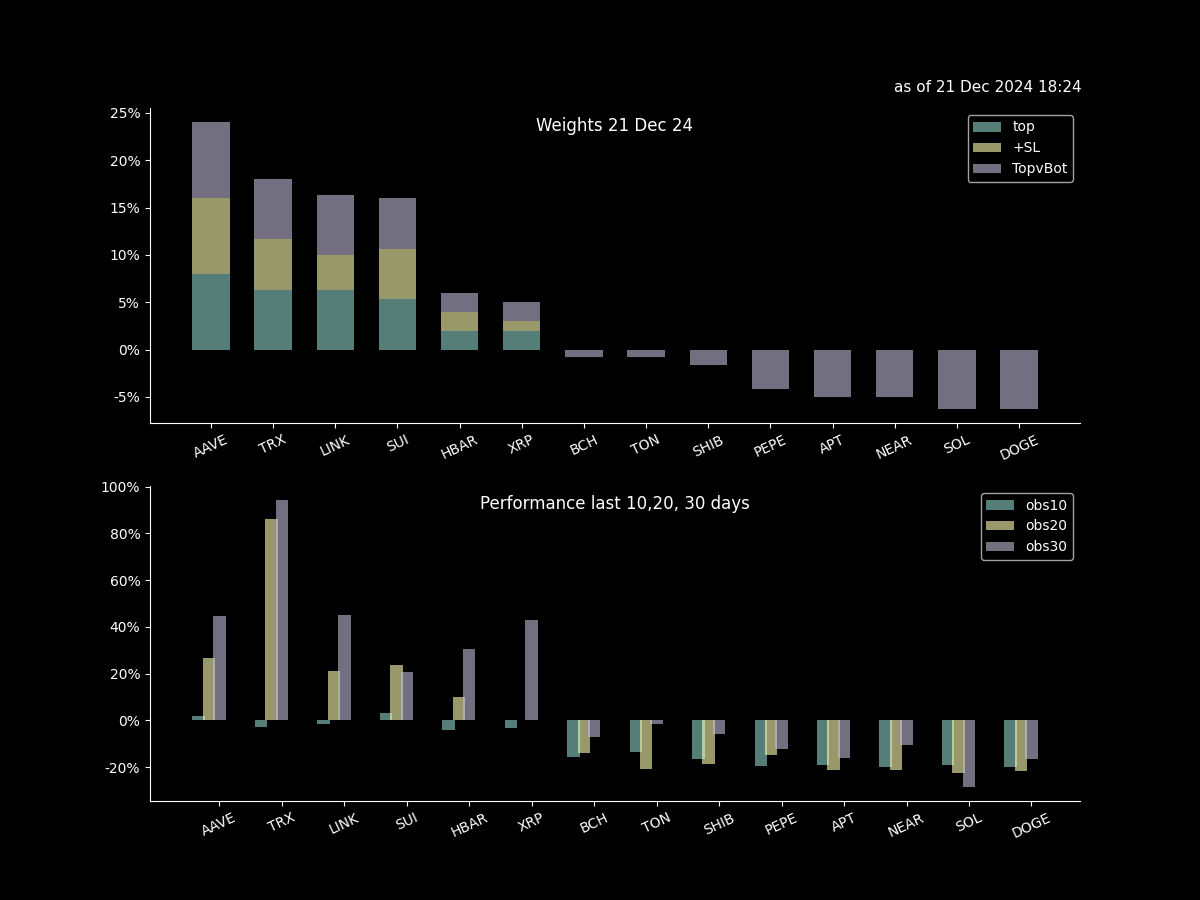 as of 21 Dec 2024 18:24
Weights 21 Dec 24
top
+SL
TopvBot
25%
20%
15%
10%
5%
0%
-5%
AAVE TRX LINK SUI HBAR XRP BCH TON SHIB PEPE APT NEAR SOL DOGE
Performance last 10,20, 30 days
obs10
obs20
obs30
100%
80%
60%
40%
20%
0%
-20%
AAVE TRX LINK SUI HBAR XRP BCH TON SHIB PEPE APT NEAR SOL DOGE